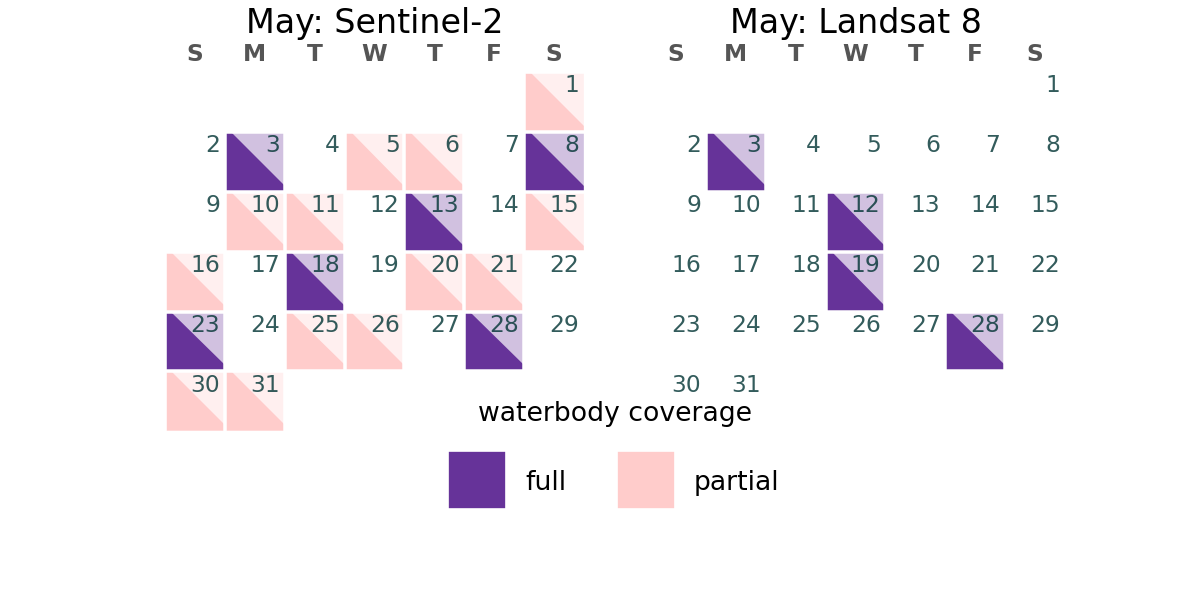 May: Sentinel-2
S M T W T F S
1
2 3 4 5 6 7 8
9 10 11 12 13 14 15
16 17 18 19 20 21 22
23 24 25 26 27 28 29
30 31
May: Landsat 8
S M T W T F S
1
2 3 4 5 6 7 8
9 10 11 12 13 14 15
16 17 18 19 20 21 22
23 24 25 26 27 28 29
30 31
waterbody coverage
full
partial